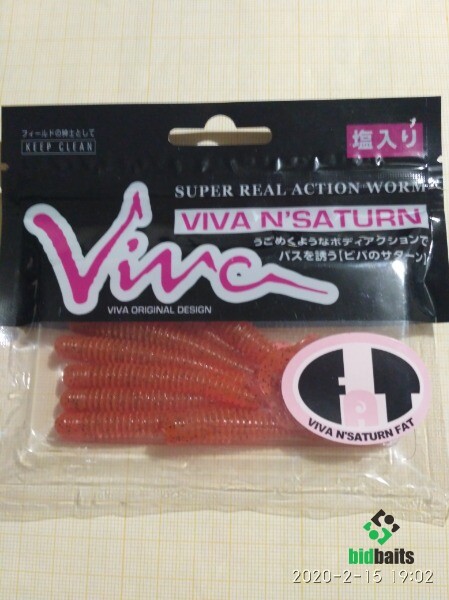 フィールドの紳士として
KEEP CLEAN
塩入り
SUPER REAL ACTION WORM
VIVA N'SATURN
うごめくようなボディアクションで
バスを誘う【ビバのサターン】
Viva
VIVA ORIGINAL DESIGN
FAT
VIVA N'SATURN FAT
bidbaits
2020-2-15 19:02